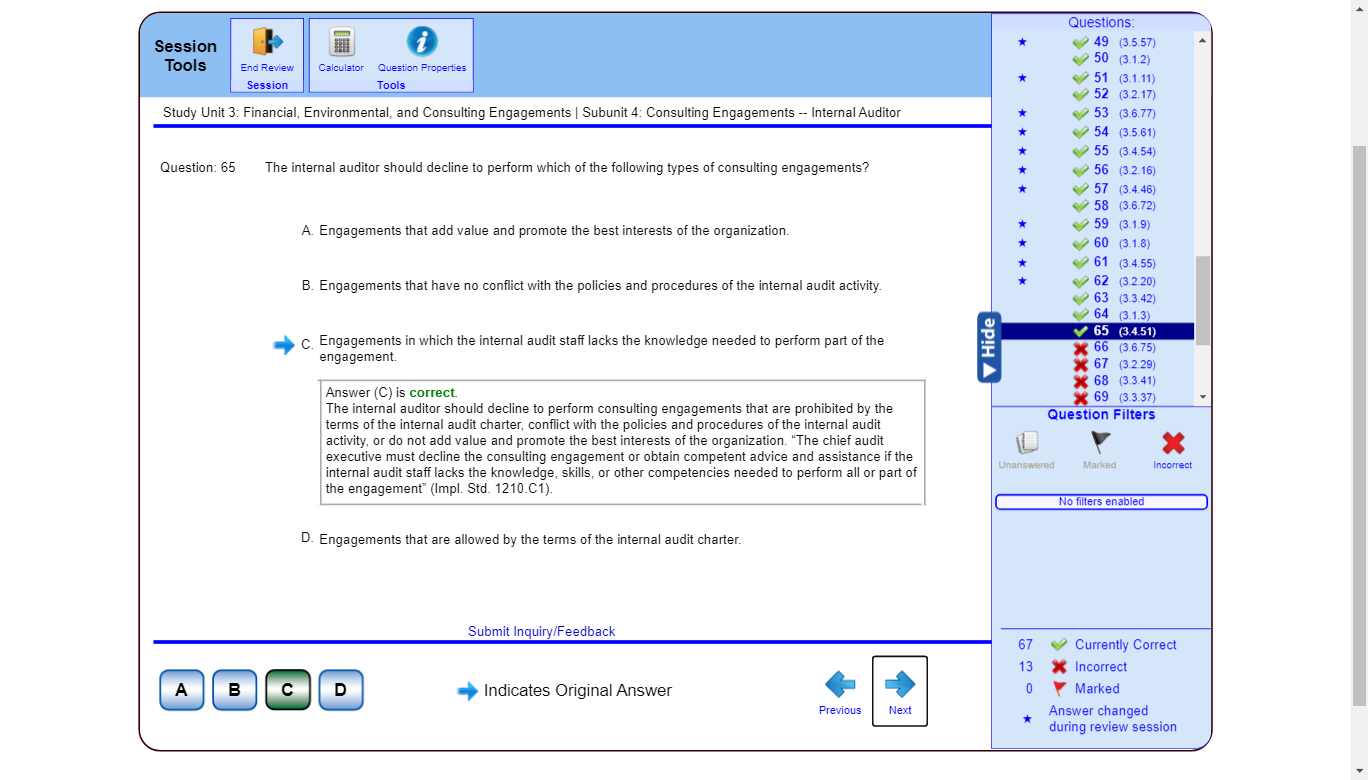 Session
Tools
End Review
Session
Calculator
Question Properties
Tools
Study Unit 3: Financial, Environmental, and Consulting Engagements | Subunit 4: Consulting Engagements -- Internal Auditor
Question: 65
The internal auditor should decline to perform which of the following types of consulting engagements?
A. Engagements that add value and promote the best interests of the organization.
B. Engagements that have no conflict with the policies and procedures of the internal audit activity.
C. Engagements in which the internal audit staff lacks the knowledge needed to perform part of the
engagement.
Answer (C) is correct.
The internal auditor should decline to perform consulting engagements that are prohibited by the
terms of the internal audit charter, conflict with the policies and procedures of the internal audit
activity, or do not add value and promote the best interests of the organization. “The chief audit
executive must decline the consulting engagement or obtain competent advice and assistance if the
internal audit staff lacks the knowledge, skills, or other competencies needed to perform all or part of
the engagement” (Impl. Std. 1210.C1).
D. Engagements that are allowed by the terms of the internal audit charter.
Submit Inquiry/Feedback
A
B
C
D
Indicates Original Answer
Previous
Next
Hide
Questions:
49 (3.5.57)
50 (3.1.2)
51 (3.1.11)
52 (3.2.17)
53 (3.6.77)
54 (3.5.61)
55 (3.4.54)
56 (3.2.16)
57 (3.4.46)
58 (3.6.72)
59 (3.1.9)
60 (3.1.8)
61 (3.4.55)
62 (3.2.20)
63 (3.3.42)
64 (3.1.3)
65 (3.4.51)
66 (3.6.75)
67 (3.2.29)
68 (3.3.41)
69 (3.3.37)
Question Filters
Unanswered
Marked
Incorrect
No filters enabled
67 Currently Correct
13 Incorrect
0 Marked
Answer changed
during review session